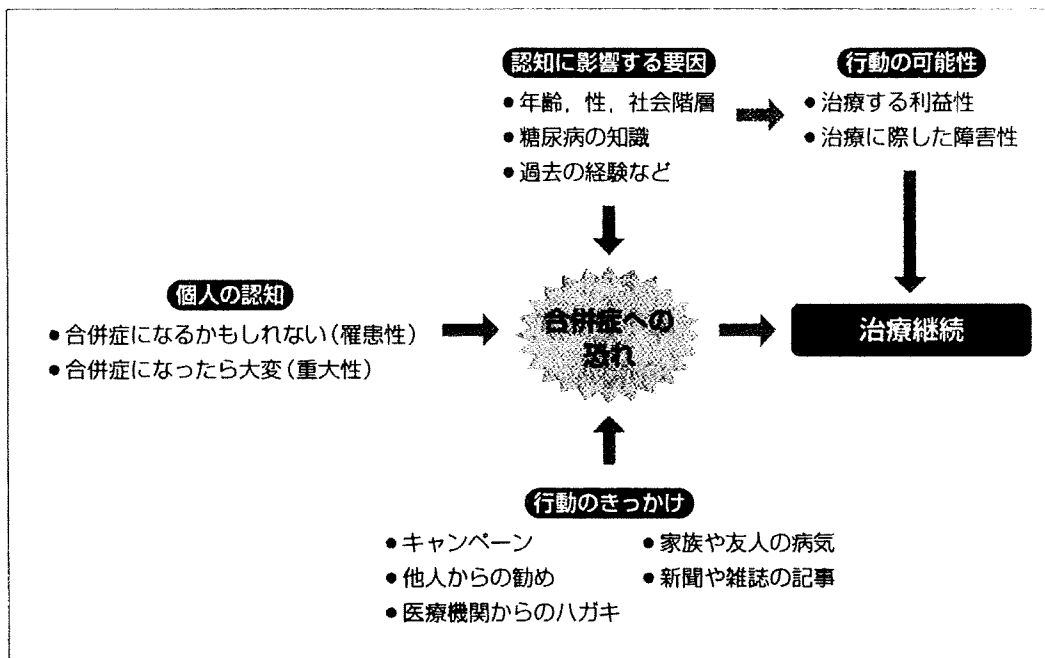 認知に影響する要因
● 年齢，性，社会階層
● 糖尿病の知識
● 過去の経験など
行動の可能性
● 治療する利益性
● 治療に際した障害性
個人の認知
● 合併症になるかもしれない（罹患性）
● 合併症になったら大変（重大性）
合併症への
恐れ
治療継続
行動のきっかけ
● キャンペーン
● 他人からの勧め
● 医療機関からのハガキ
● 家族や友人の病気
● 新聞や雑誌の記事